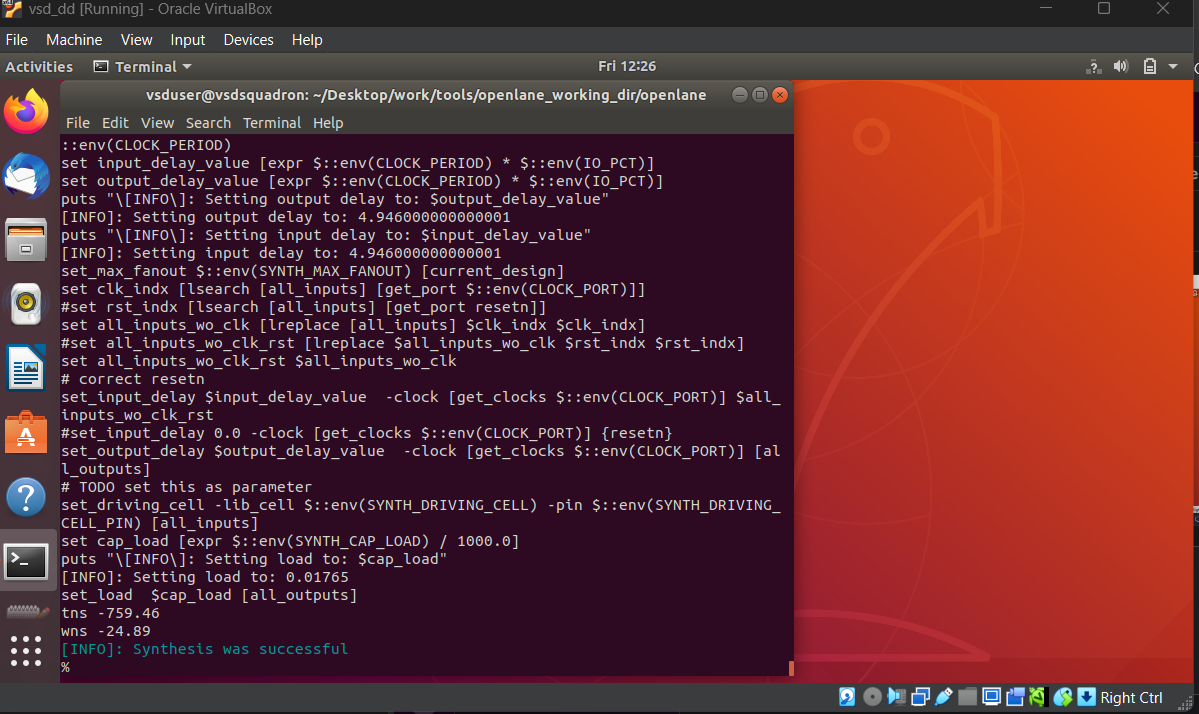 vsd_dd [Running] - Oracle VirtualBox
File Machine View Input Devices Help
Activities Terminal Fri 12:26
vsduser@vsdsquadron: ~/Desktop/work/tools/openlane_working_dir/openlane
File Edit View Search Terminal Help
::env(CLOCK_PERIOD)
set input_delay_value [expr $::env(CLOCK_PERIOD) * $::env(IO_PCT)]
set output_delay_value [expr $::env(CLOCK_PERIOD) * $::env(IO_PCT)]
puts "\[INFO\]: Setting output delay to: $output_delay_value"
[INFO]: Setting output delay to: 4.946000000000001
puts "\[INFO\]: Setting input delay to: $input_delay_value"
[INFO]: Setting input delay to: 4.946000000000001
set_max_fanout $::env(SYNTH_MAX_FANOUT) [current_design]
set clk_indx [lsearch [all_inputs] [get_port $::env(CLOCK_PORT)]]
#set rst_indx [lsearch [all_inputs] [get_port resetn]]
set all_inputs_wo_clk [lreplace [all_inputs] $clk_indx $clk_indx]
#set all_inputs_wo_clk_rst [lreplace $all_inputs_wo_clk $rst_indx $rst_indx]
set all_inputs_wo_clk_rst $all_inputs_wo_clk
# correct resetn
set_input_delay $input_delay_value  -clock [get_clocks $::env(CLOCK_PORT)] $all_
inputs_wo_clk_rst
#set_input_delay 0.0 -clock [get_clocks $::env(CLOCK_PORT)] {resetn}
set_output_delay $output_delay_value  -clock [get_clocks $::env(CLOCK_PORT)] [al
l_outputs]
# TODO set this as parameter
set_driving_cell -lib_cell $::env(SYNTH_DRIVING_CELL) -pin $::env(SYNTH_DRIVING_
CELL_PIN) [all_inputs]
set cap_load [expr $::env(SYNTH_CAP_LOAD) / 1000.0]
puts "\[INFO\]: Setting load to: $cap_load"
[INFO]: Setting load to: 0.01765
set_load  $cap_load [all_outputs]
tns -759.46
wns -24.89
[INFO]: Synthesis was successful
%
Right Ctrl